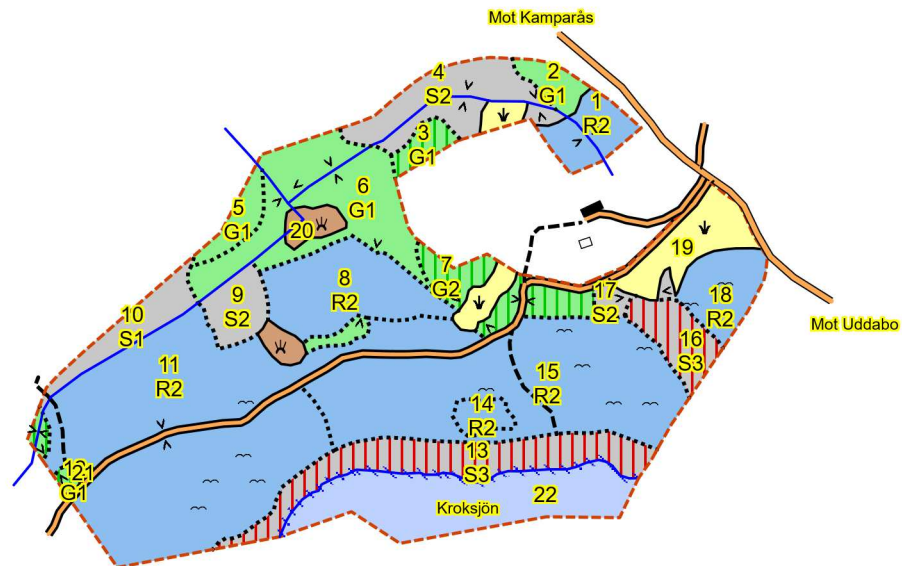 Mot Kamparås
4
S2
2
G1
1
R2
3
G1
6
G1
5
G1
20
19
7
G2
8
R2
17
S2
18
R2
9
S2
10
S1
Mot Uddabo
16
S3
11
R2
15
R2
14
R2
13
S3
12
21
G1
22
Kroksjön